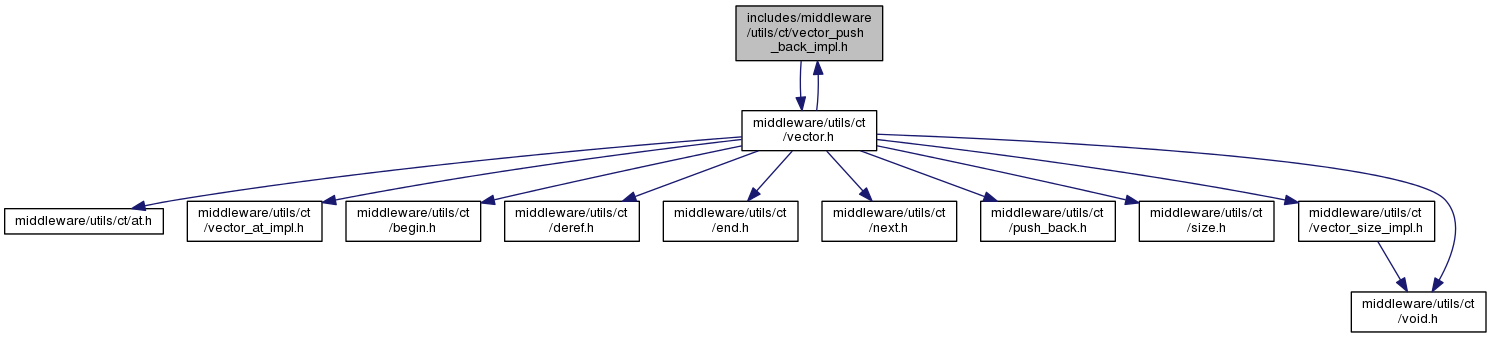 includes/middleware
/utils/ct/vector_push
_back_impl.h
middleware/utils/ct
/vector.h
middleware/utils/ct/at.h
middleware/utils/ct
/vector_at_impl.h
middleware/utils/ct
/begin.h
middleware/utils/ct
/deref.h
middleware/utils/ct
/end.h
middleware/utils/ct
/next.h
middleware/utils/ct
/push_back.h
middleware/utils/ct
/size.h
middleware/utils/ct
/vector_size_impl.h
middleware/utils/ct
/void.h